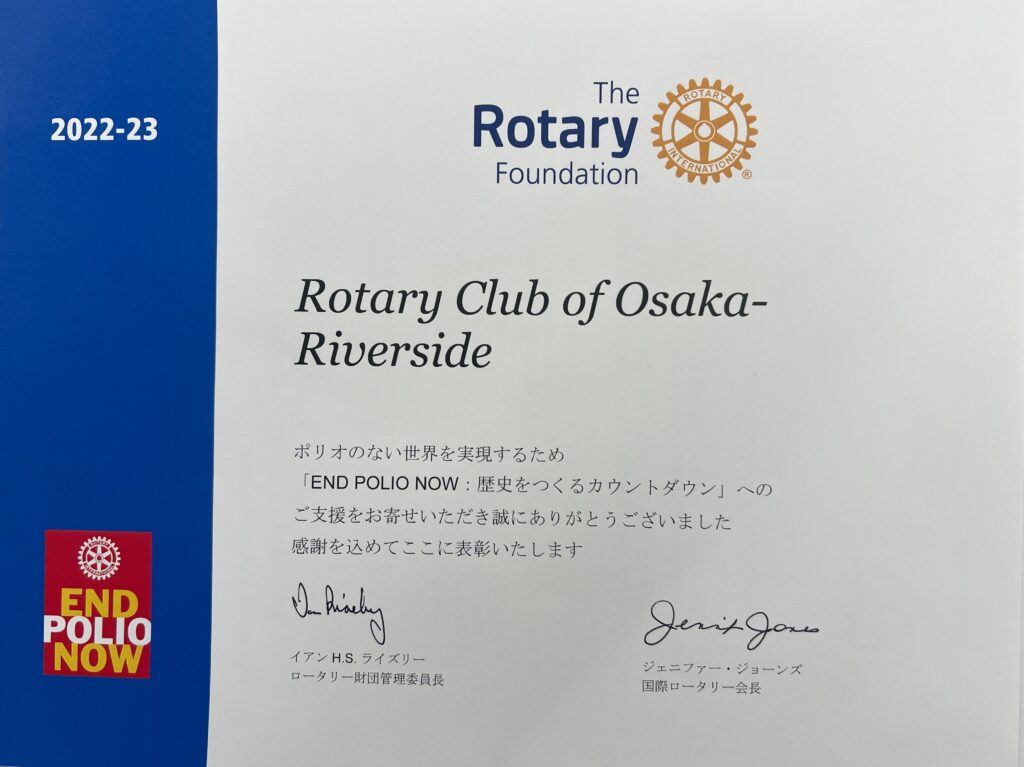 2022-23
The
Rotary
Foundation
ROTARY
INTERNATIONAL
®
Rotary Club of Osaka-
Riverside
ポリオのない世界を実現するため
「END POLIO NOW：歴史をつくるカウントダウン」への
ご支援をお寄せいただき誠にありがとうございました
感謝を込めてここに表彰いたします
END
POLIO
NOW
イアン H.S. ライズリー
ロータリー財団管理委員長
Jennifer Jones
ジェニファー・ジョーンズ
国際ロータリー会長